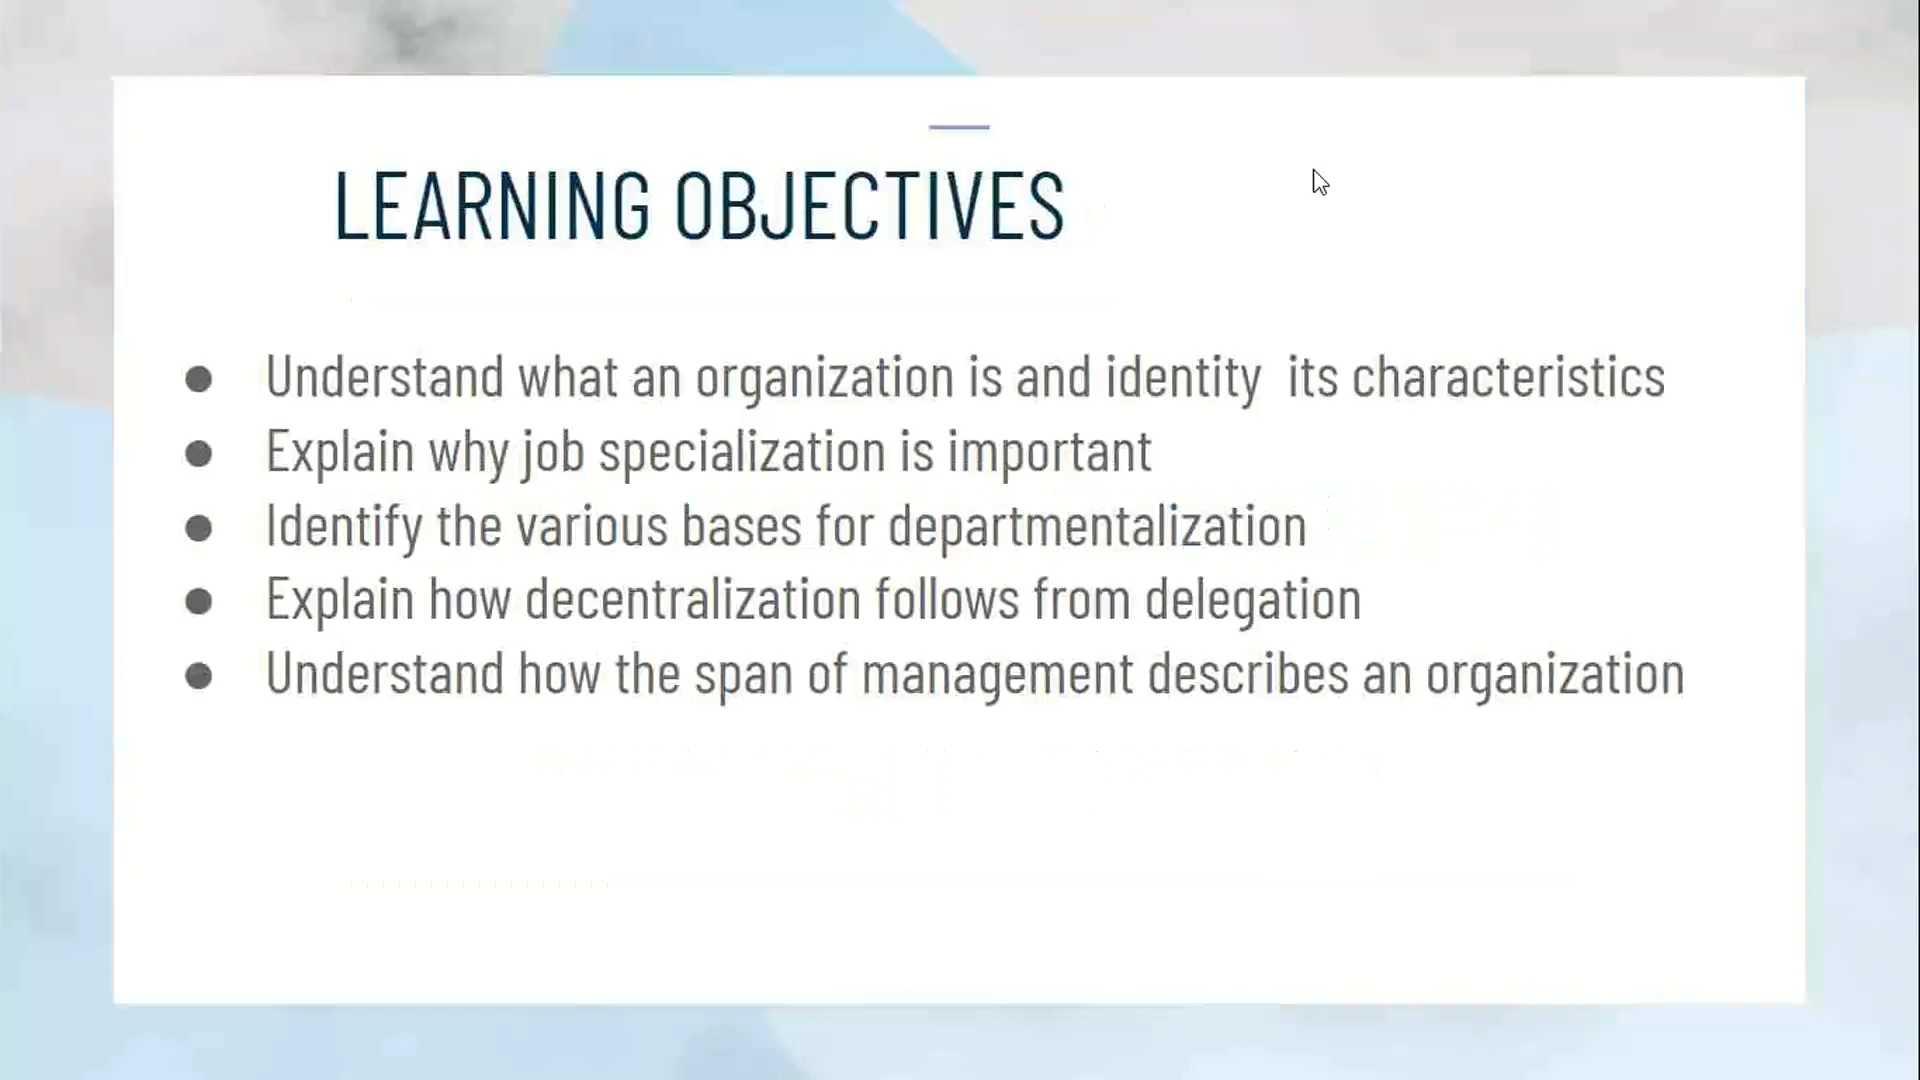 LEARNING OBJECTIVES
● Understand what an organization is and identity  its characteristics
● Explain why job specialization is important
● Identify the various bases for departmentalization
● Explain how decentralization follows from delegation
● Understand how the span of management describes an organization